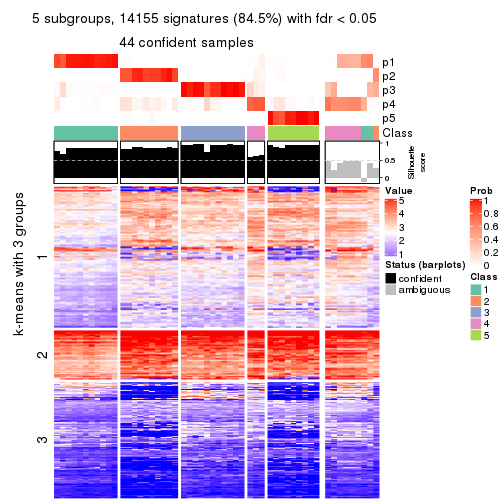 5 subgroups, 14155 signatures (84.5%) with fdr < 0.05
44 confident samples
p1
p2
p3
p4
p5
Class
1
0.5
0
Silhouette
score
k-means with 3 groups
1
2
3
Value
5
4
3
2
1
Status (barplots)
confident
ambiguous
Prob
1
0.8
0.6
0.4
0.2
0
Class
1
2
3
4
5